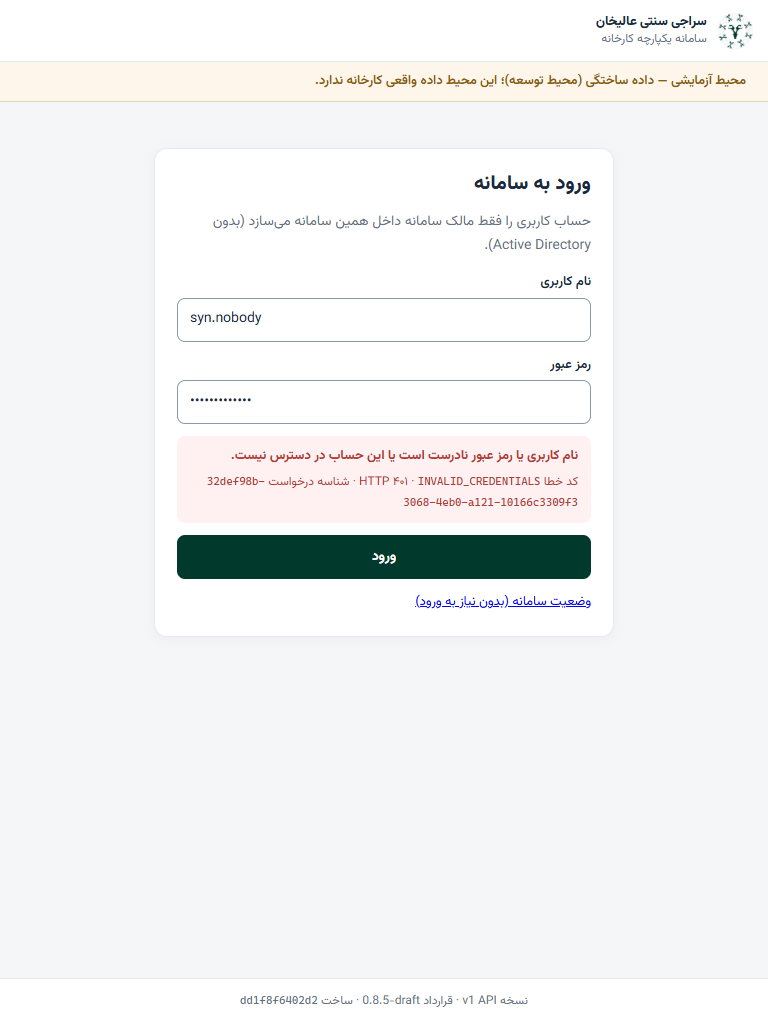 سراجی سنتی عالیخان
سامانه یکپارچه کارخانه
محیط آزمایشی — داده ساختگی (محیط توسعه)؛ این محیط داده واقعی کارخانه ندارد.
ورود به سامانه
حساب کاربری را فقط مالک سامانه داخل همین سامانه می‌سازد (بدون
Active Directory).
نام کاربری
syn.nobody
رمز عبور
•••••••••••••
نام کاربری یا رمز عبور نادرست است یا این حساب در دسترس نیست.
کد خطا INVALID_CREDENTIALS · HTTP ۴۰۱ · شناسه درخواست 32def98b-
3068-4eb0-a121-10166c3309f3
ورود
وضعیت سامانه (بدون نیاز به ورود)
نسخه v1 API · قرارداد 0.8.5-draft · ساخت dd1f8f6402d2